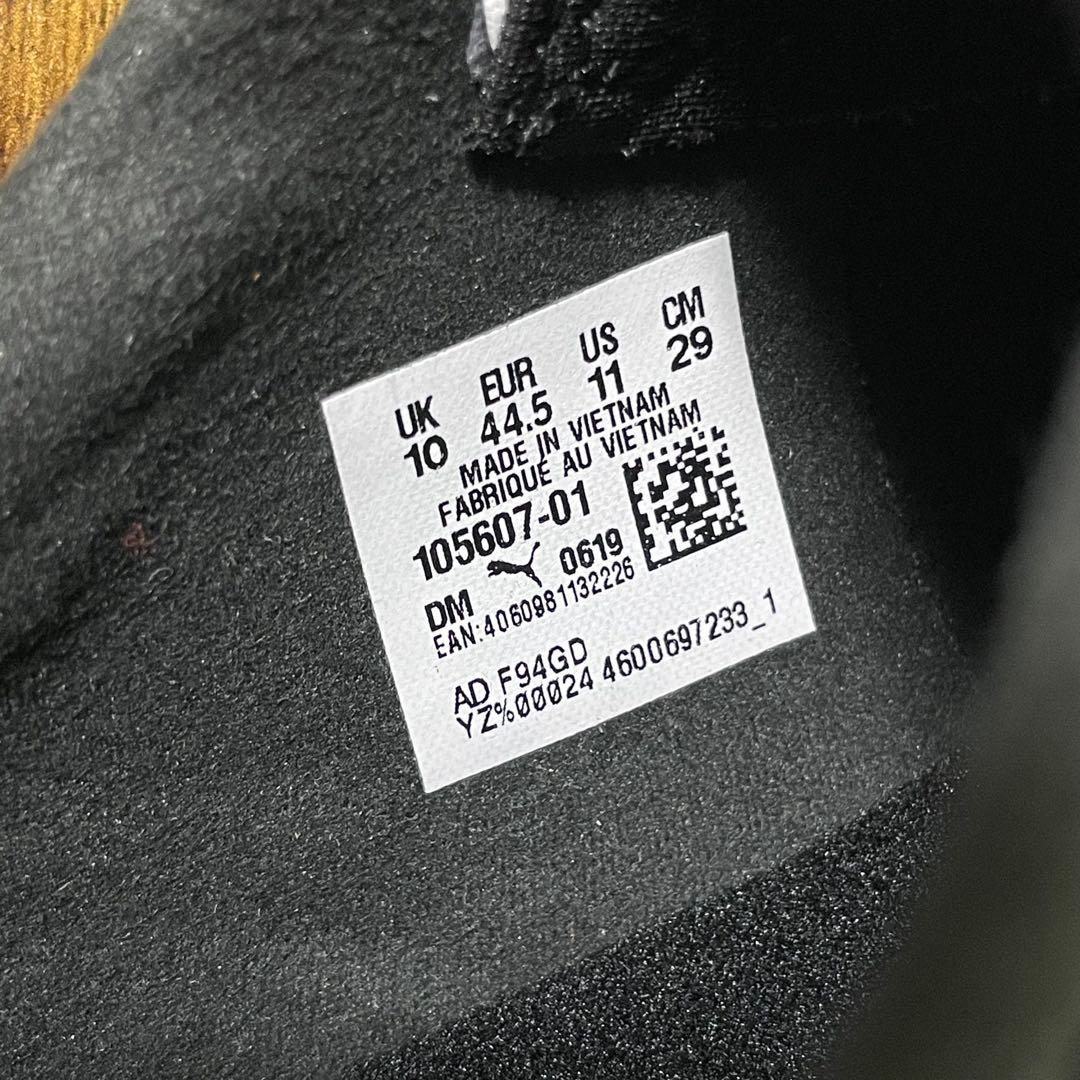 UK EUR US CM
10 44.5 11 29
MADE IN VIETNAM
FABRIQUÉ AU VIETNAM
105607-01
DM 0619
EAN:4060981132226
AD F94GD
YZ%00024 4600697233_1